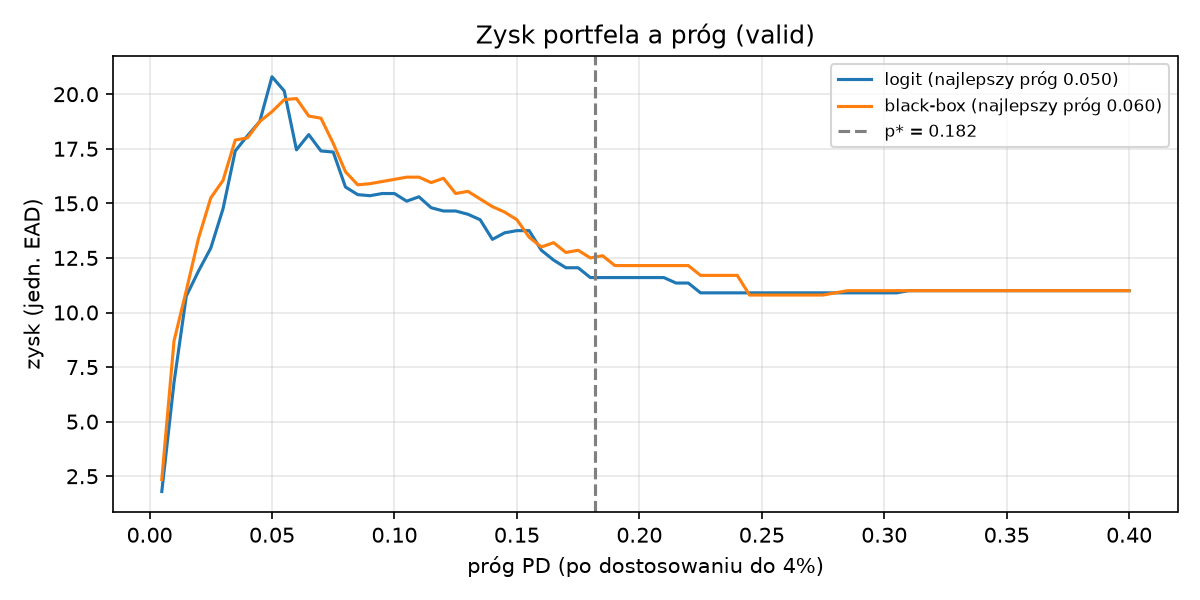 Zysk portfela a próg (valid)
logit (najlepszy próg 0.050)
black-box (najlepszy próg 0.060)
p* = 0.182
zysk (jedn. EAD)
20.0
17.5
15.0
12.5
10.0
7.5
5.0
2.5
0.00 0.05 0.10 0.15 0.20 0.25 0.30 0.35 0.40
próg PD (po dostosowaniu do 4%)